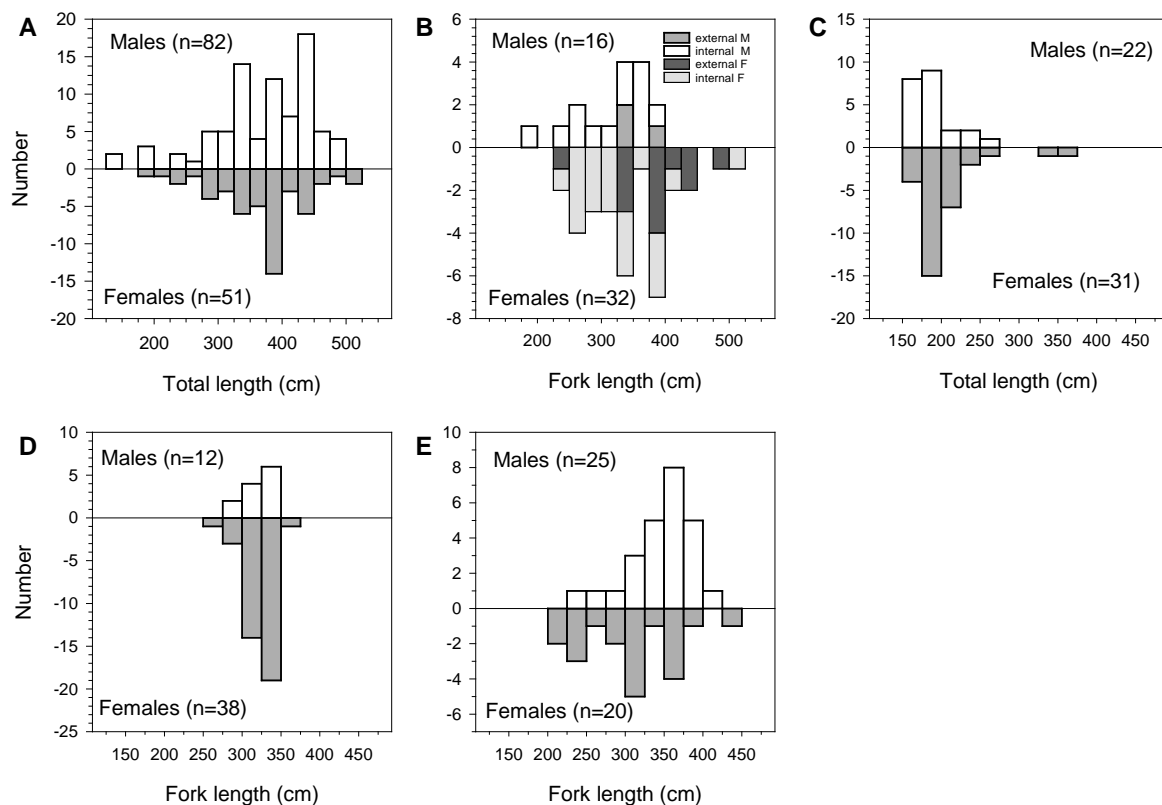 A
Males (n=82)
Females (n=51)
20
15
10
5
0
-5
-10
-15
-20
200 300 400 500
Total length (cm)
Number
B
Males (n=16)
external M
internal M
external F
internal F
Females (n=32)
6
4
2
0
-2
-4
-6
-8
200 300 400 500
Fork length (cm)
C
Males (n=22)
Females (n=31)
15
10
5
0
-5
-10
-15
-20
150 200 250 300 350 400 450
Total length (cm)
D
Males (n=12)
Females (n=38)
10
5
0
-5
-10
-15
-20
-25
150 200 250 300 350 400 450
Fork length (cm)
Number
E
Males (n=25)
Females (n=20)
10
8
6
4
2
0
-2
-4
-6
150 200 250 300 350 400 450
Fork length (cm)